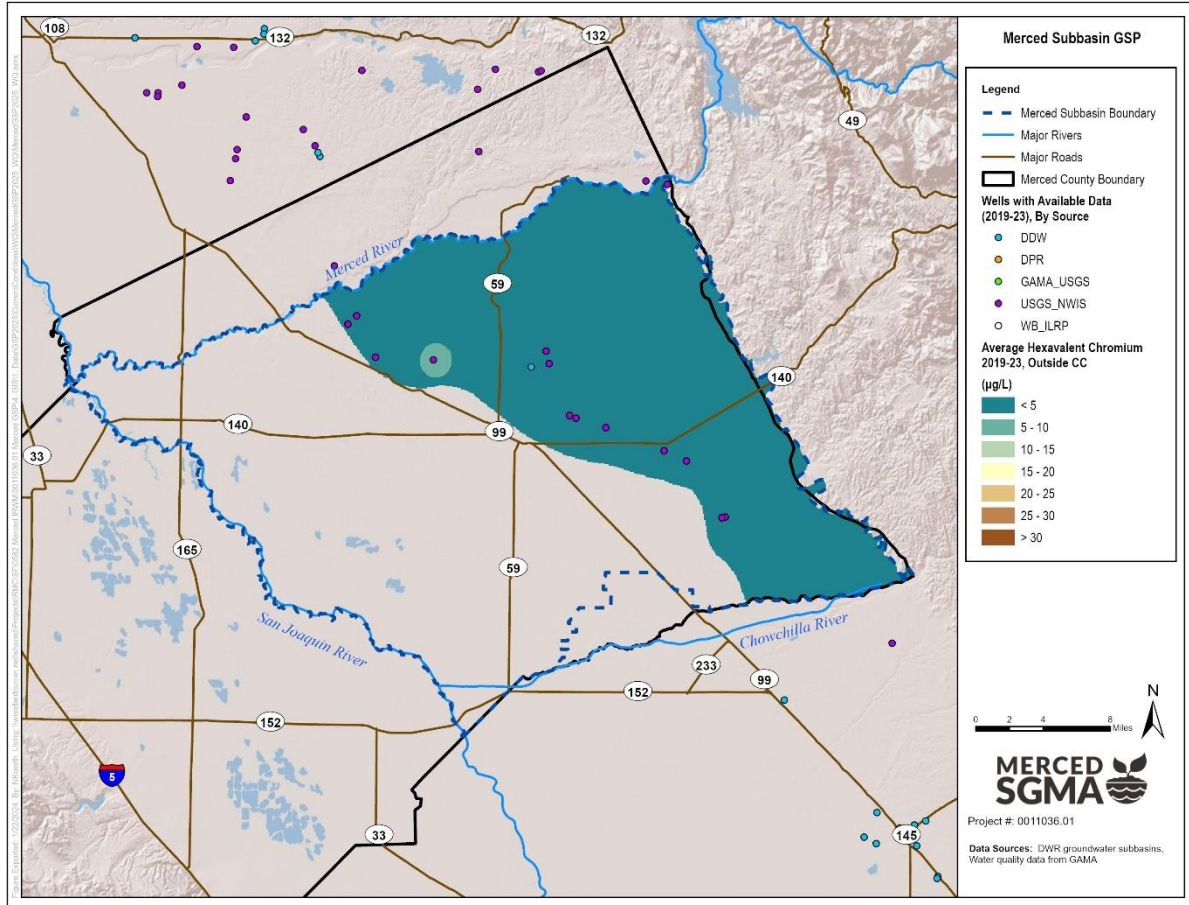 108
132
132
49
Merced River
59
140
99
140
33
165
59
San Joaquin River
Chowchilla River
233
99
152
152
5
33
145
Merced Subbasin GSP
Legend
Merced Subbasin Boundary
Major Rivers
Major Roads
Merced County Boundary
Wells with Available Data
(2019-23), By Source
DDW
DPR
GAMA_USGS
USGS_NWIS
WB_ILRP
Average Hexavalent Chromium
2019-23, Outside CC
(µg/L)
< 5
5 - 10
10 - 15
15 - 20
20 - 25
25 - 30
> 30
N
0 2 4 8
Miles
MERCED
SGMA
Project #: 0011036.01
Data Sources: DWR groundwater subbasins,
Water quality data from GAMA